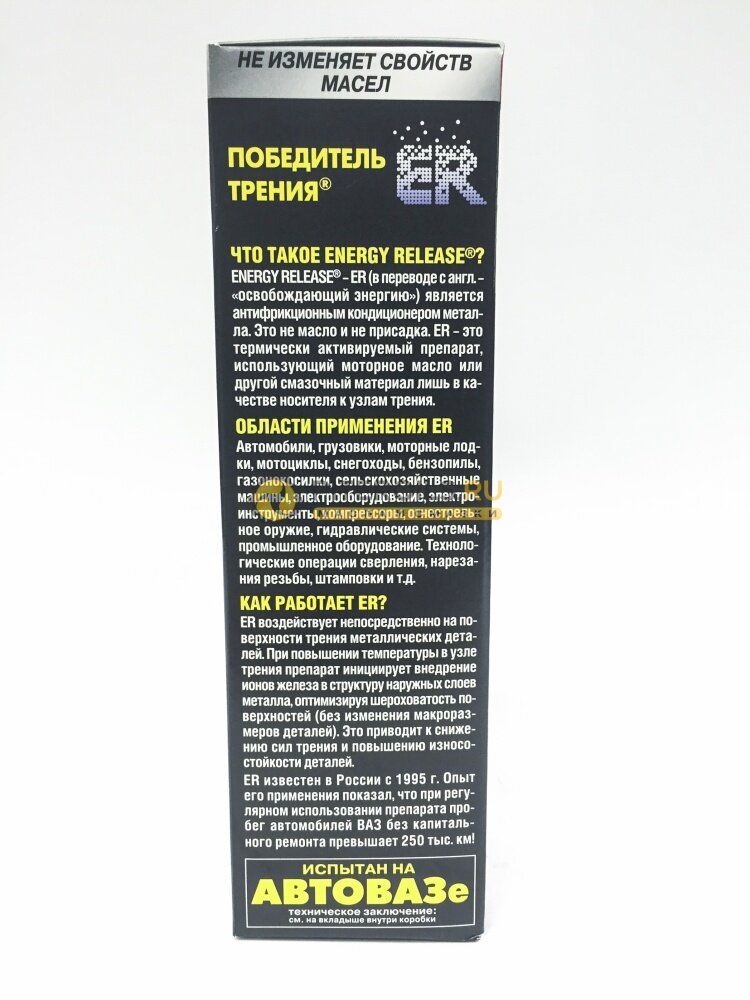 НЕ ИЗМЕНЯЕТ СВОЙСТВ
МАСЕЛ
ПОБЕДИТЕЛЬ
ТРЕНИЯ®
ER
ЧТО ТАКОЕ ENERGY RELEASE®?
ENERGY RELEASE® – ER (в переводе с англ. –
«освобождающий энергию») является
антифрикционным кондиционером метал-
ла. Это не масло и не присадка. ER – это
термически активируемый препарат,
использующий моторное масло или
другой смазочный материал лишь в ка-
честве носителя к узлам трения.
ОБЛАСТИ ПРИМЕНЕНИЯ ER
Автомобили, грузовики, моторные лод-
ки, мотоциклы, снегоходы, бензопилы,
газонокосилки, сельскохозяйственные
машины, электрооборудование, электро-
инструменты, компрессоры, огнестрель-
ное оружие, гидравлические системы,
промышленное оборудование. Техноло-
гические операции сверления, нареза-
ния резьбы, штамповки и т.д.
КАК РАБОТАЕТ ER?
ER воздействует непосредственно на по-
верхности трения металлических дета-
лей. При повышении температуры в узле
трения препарат инициирует внедрение
ионов железа в структуру наружных слоев
металла, оптимизируя шероховатость по-
верхностей (без изменения макрораз-
меров деталей). Это приводит к сниже-
нию сил трения и повышению износо-
стойкости деталей.
ER известен в России с 1995 г. Опыт
его применения показал, что при регу-
лярном использовании препарата про-
бег автомобилей ВАЗ без капиталь-
ного ремонта превышает 250 тыс. км!
ИСПЫТАН НА
АВТОВАЗе
техническое заключение:
см. на вкладыше внутри коробки